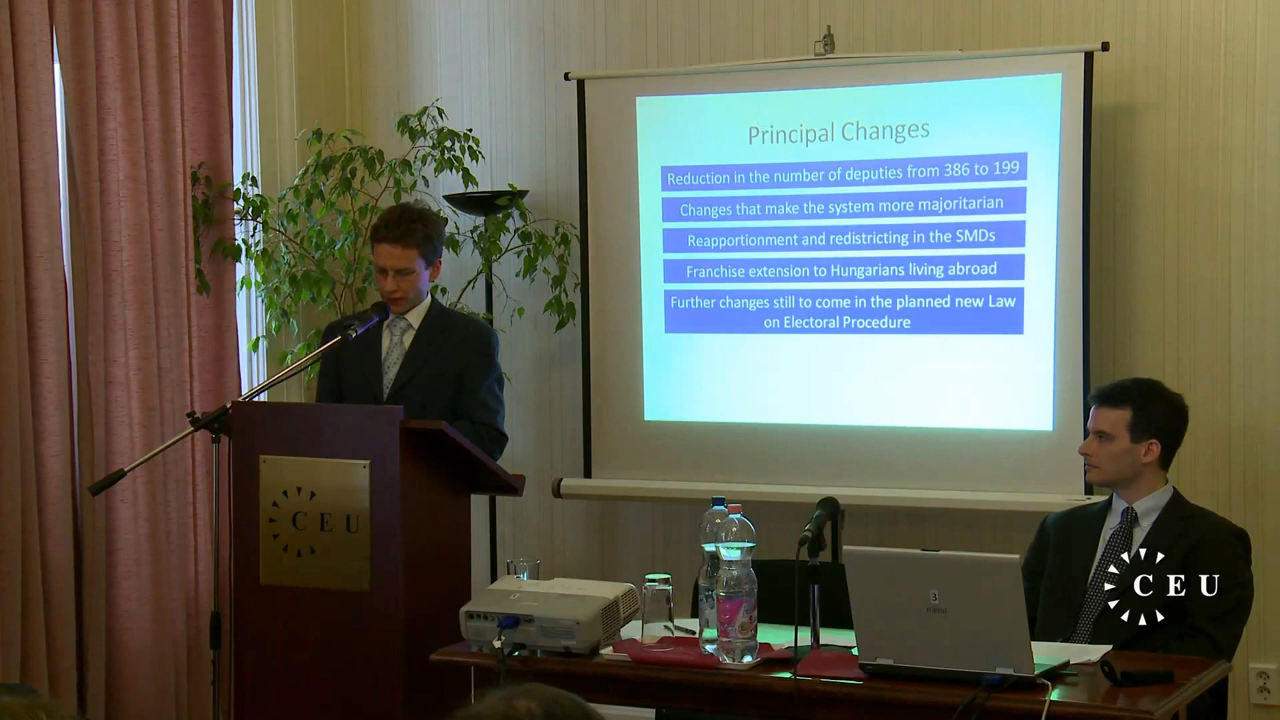 Principal Changes
Reduction in the number of deputies from 386 to 199
Changes that make the system more majoritarian
Reapportionment and redistricting in the SMDs
Franchise extension to Hungarians living abroad
Further changes still to come in the planned new Law
on Electoral Procedure
CEU
3
CEU